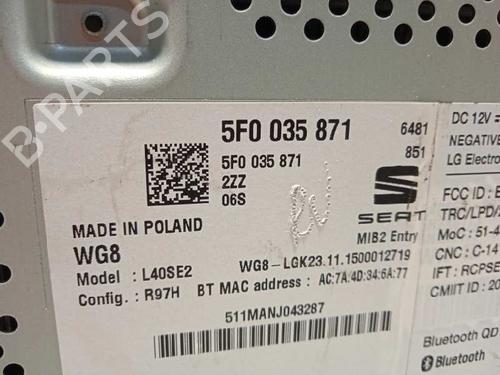 5F0 035 871
6481
5F0 035 871
851
2ZZ
06S
SEAT
MADE IN POLAND
MIB2 Entry
WG8
WG8-LGK23.11.1500012719
Model : L40SE2
Config. : R97H
BT MAC address : AC:7A:4D:34:6A:77
511MANJ043287
DC 12V
NEGATIVE
LG Electro
FCC ID :
TRC/LPD/
MoC: 51-4
CNC: C-14
IFT: RCPSE
CMIIT ID: 20
Bluetooth QD
Bluetooth
B-PARTS